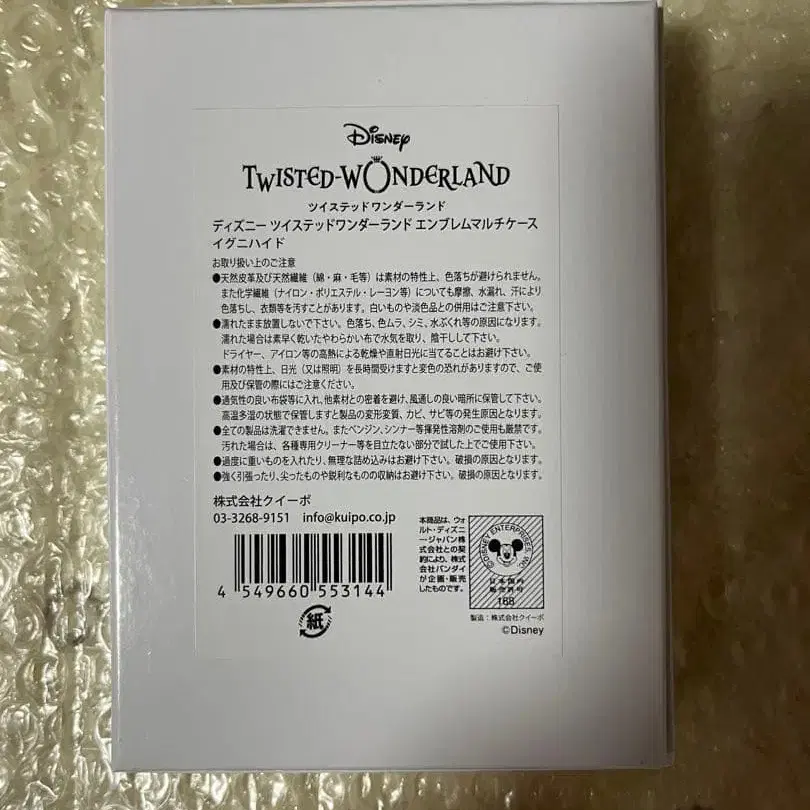 Disney
TWISTED-WONDERLAND
ツイステッドワンダーランド
ディズニー ツイステッドワンダーランド エンブレムマルチケース
イグニハイド
お取り扱い上のご注意
●天然皮革及び天然繊維（綿・麻・毛等）は素材の特性上、色落ちが避けられません。
また化学繊維（ナイロン・ポリエステル・レーヨン等）についても摩擦、水漏れ、汗により
色落ちし、衣類等を汚すことがあります。白いものや淡色品との併用はご注意下さい。
●濡れたまま放置しないで下さい。色落ち、色ムラ、シミ、水ぶくれ等の原因になります。
濡れた場合は素早く乾いたやわらかい布で水気を取り、陰干しして下さい。
ドライヤー、アイロン等の高熱による乾燥や直射日光に当てることはお避け下さい。
●素材の特性上、日光（又は照明）を長時間受けますと変色の恐れがありますので、ご使
用及び保管の際にはご注意ください。
●通気性の良い布袋等に入れ、他素材との密着を避け、風通しの良い暗所に保管して下さい。
高温多湿の状態で保管しますと製品の変形変質、カビ、サビ等の発生原因となります。
●全ての製品は洗濯できません。またベンジン、シンナー等揮発性溶剤のご使用も厳禁です。
汚れた場合は、各種専用クリーナー等を目立たない部分で試した上でご使用下さい。
●過度に重いものを入れたり、無理な詰め込みはお避け下さい。破損の原因となります。
●強く引張ったり、尖ったものや鋭利なものの収納はお避け下さい。破損の原因となります。
株式会社クイーポ
03-3268-9151 info@kuipo.co.jp
4 549660 553144
紙
本商品は、ウォ
ルト・ディズニ
ー・ジャパン株
式会社との契
約により、株式
会社バンダイ
が企画・販売
したものです。
©DISNEY ENTERPRISES, INC.
日本国内
販売許可
188
製造：株式会社クイーポ
©Disney